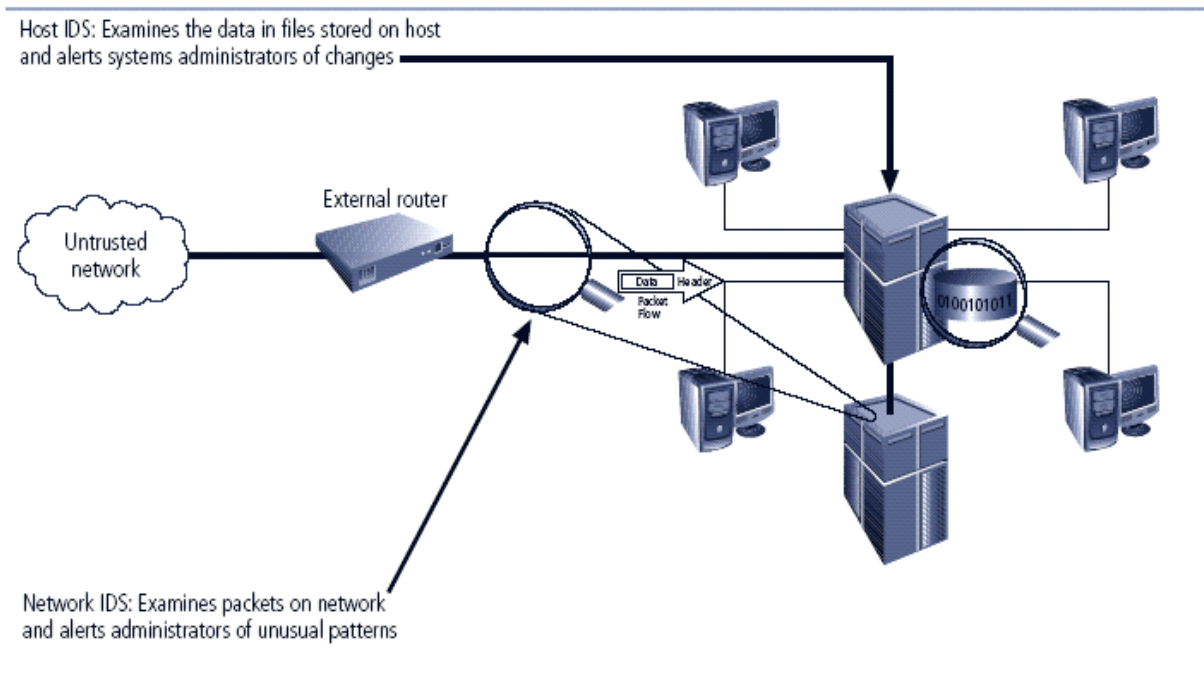 Host IDS: Examines the data in files stored on host
and alerts systems administrators of changes
External router
Untrusted
network
Data Header
Packet
Flow
0100101011
Network IDS: Examines packets on network
and alerts administrators of unusual patterns